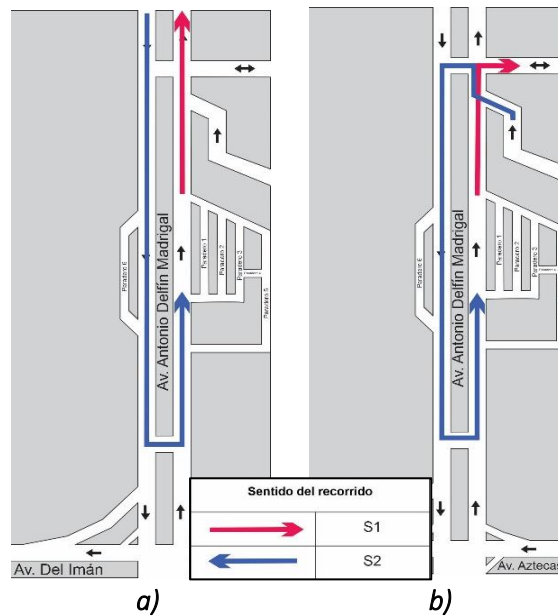 Paradero 6
Av. Antonio Delfín Madrigal
Paradero 1
Paradero 2
Paradero 3
Paradero 5
Av. Del Imán
a)
Paradero 6
Av. Antonio Delfín Madrigal
Paradero 1
Paradero 2
Paradero 3
Av. Aztecas
b)
Sentido del recorrido
S1
S2